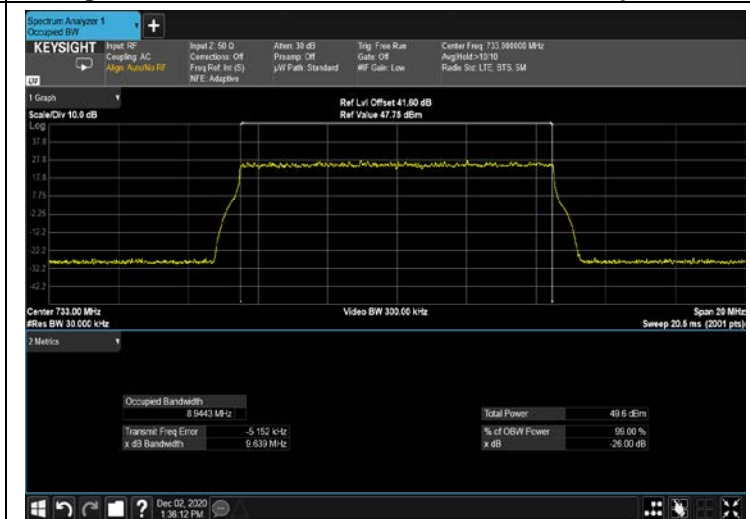 Spectrum Analyzer 1
Occupied BW
+
KEYSIGHT
Input: RF
Coupling: AC
Align: Auto/No RF
Input Z: 50 Ω
Corrections: Off
Freq Ref: Int (S)
NFE: Adaptive
Atten: 30 dB
Preamp: Off
µW Path: Standard
Trig: Free Run
Gate: Off
#IF Gain: Low
Center Freq: 733.000000 MHz
Avg|Hold:>10/10
Radio Std: LTE, BTS, 5M
1 Graph
Scale/Div 10.0 dB
Ref Lvl Offset 41.60 dB
Ref Value 47.75 dBm
Log
37.8
27.8
17.8
7.75
-2.25
-12.2
-22.2
-32.2
-42.2
Center 733.00 MHz
#Res BW 30.000 kHz
Video BW 300.00 kHz
Span 20 MHz
Sweep 20.5 ms (2001 pts)
2 Metrics
Occupied Bandwidth
8.9443 MHz
Total Power 49.6 dBm
Transmit Freq Error -5.152 kHz
% of OBW Power 99.00 %
x dB Bandwidth 9.639 MHz
x dB -26.00 dB
?
Dec 02, 2020
1:36:12 PM